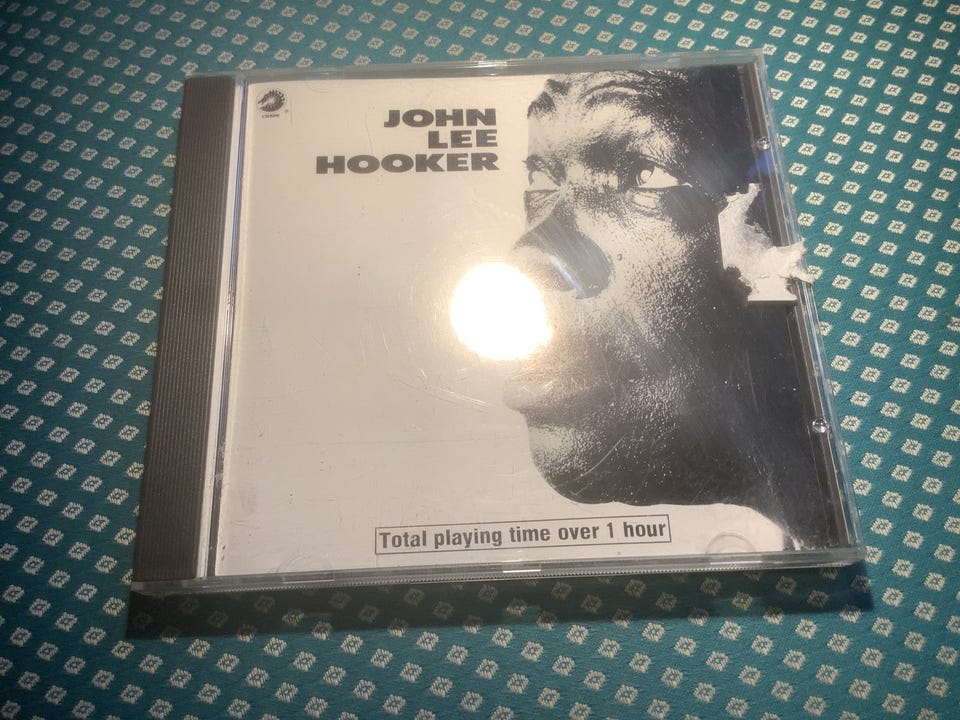 JOHN
LEE
HOOKER
Total playing time over 1 hour